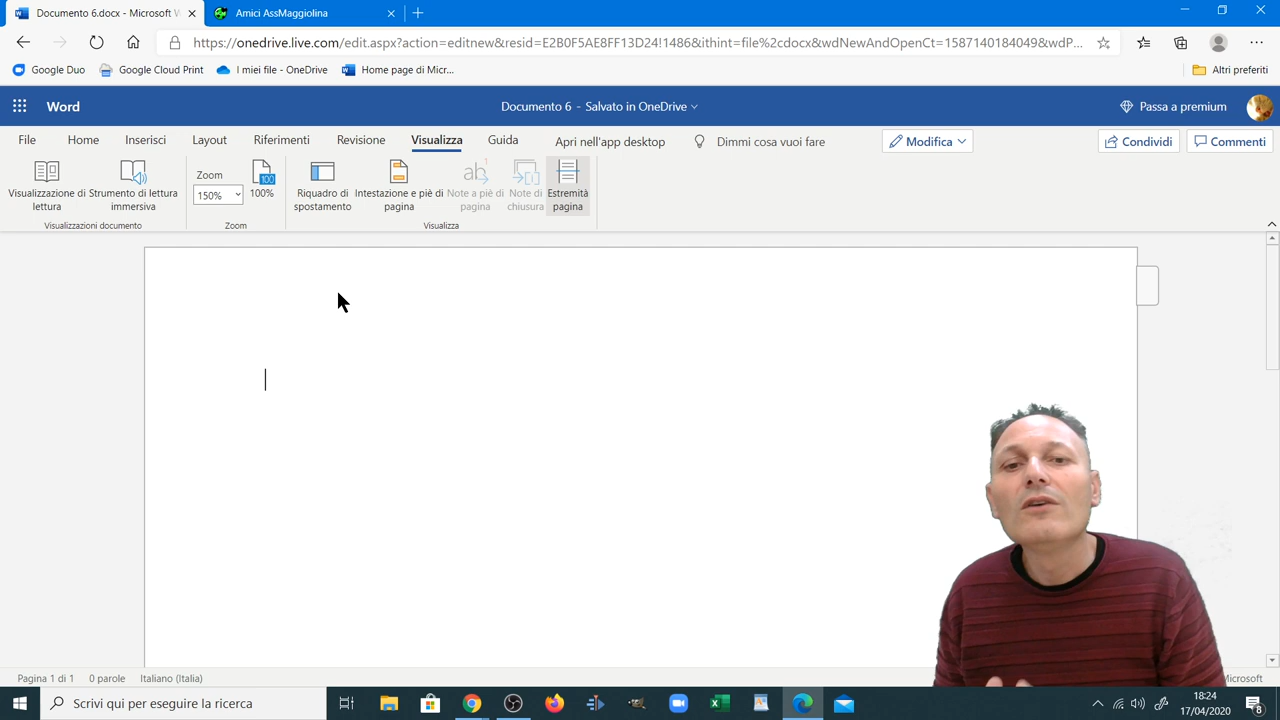 Documento 6.docx - Microsoft W
Amici AssMaggiolina
https://onedrive.live.com/edit.aspx?action=editnew&resid=E2B0F5AE8FF13D24!1486&ithint=file%2cdocx&wdNewAndOpenCt=1587140184049&wdP...
Google Duo
Google Cloud Print
I miei file - OneDrive
Home page di Micr...
Altri preferiti
Word
Documento 6 - Salvato in OneDrive
Passa a premium
File
Home
Inserisci
Layout
Riferimenti
Revisione
Visualizza
Guida
Apri nell'app desktop
Dimmi cosa vuoi fare
Modifica
Condividi
Commenti
Visualizzazione di lettura
Strumento di lettura immersiva
Zoom
150%
100
100%
Riquadro di spostamento
Intestazione e piè di pagina
ab
1
Note a piè di pagina
Note di chiusura
Estremità pagina
Visualizzazioni documento
Zoom
Visualizza
Pagina 1 di 1
0 parole
Italiano (Italia)
Microsoft
Scrivi qui per eseguire la ricerca
18:24
17/04/2020
8